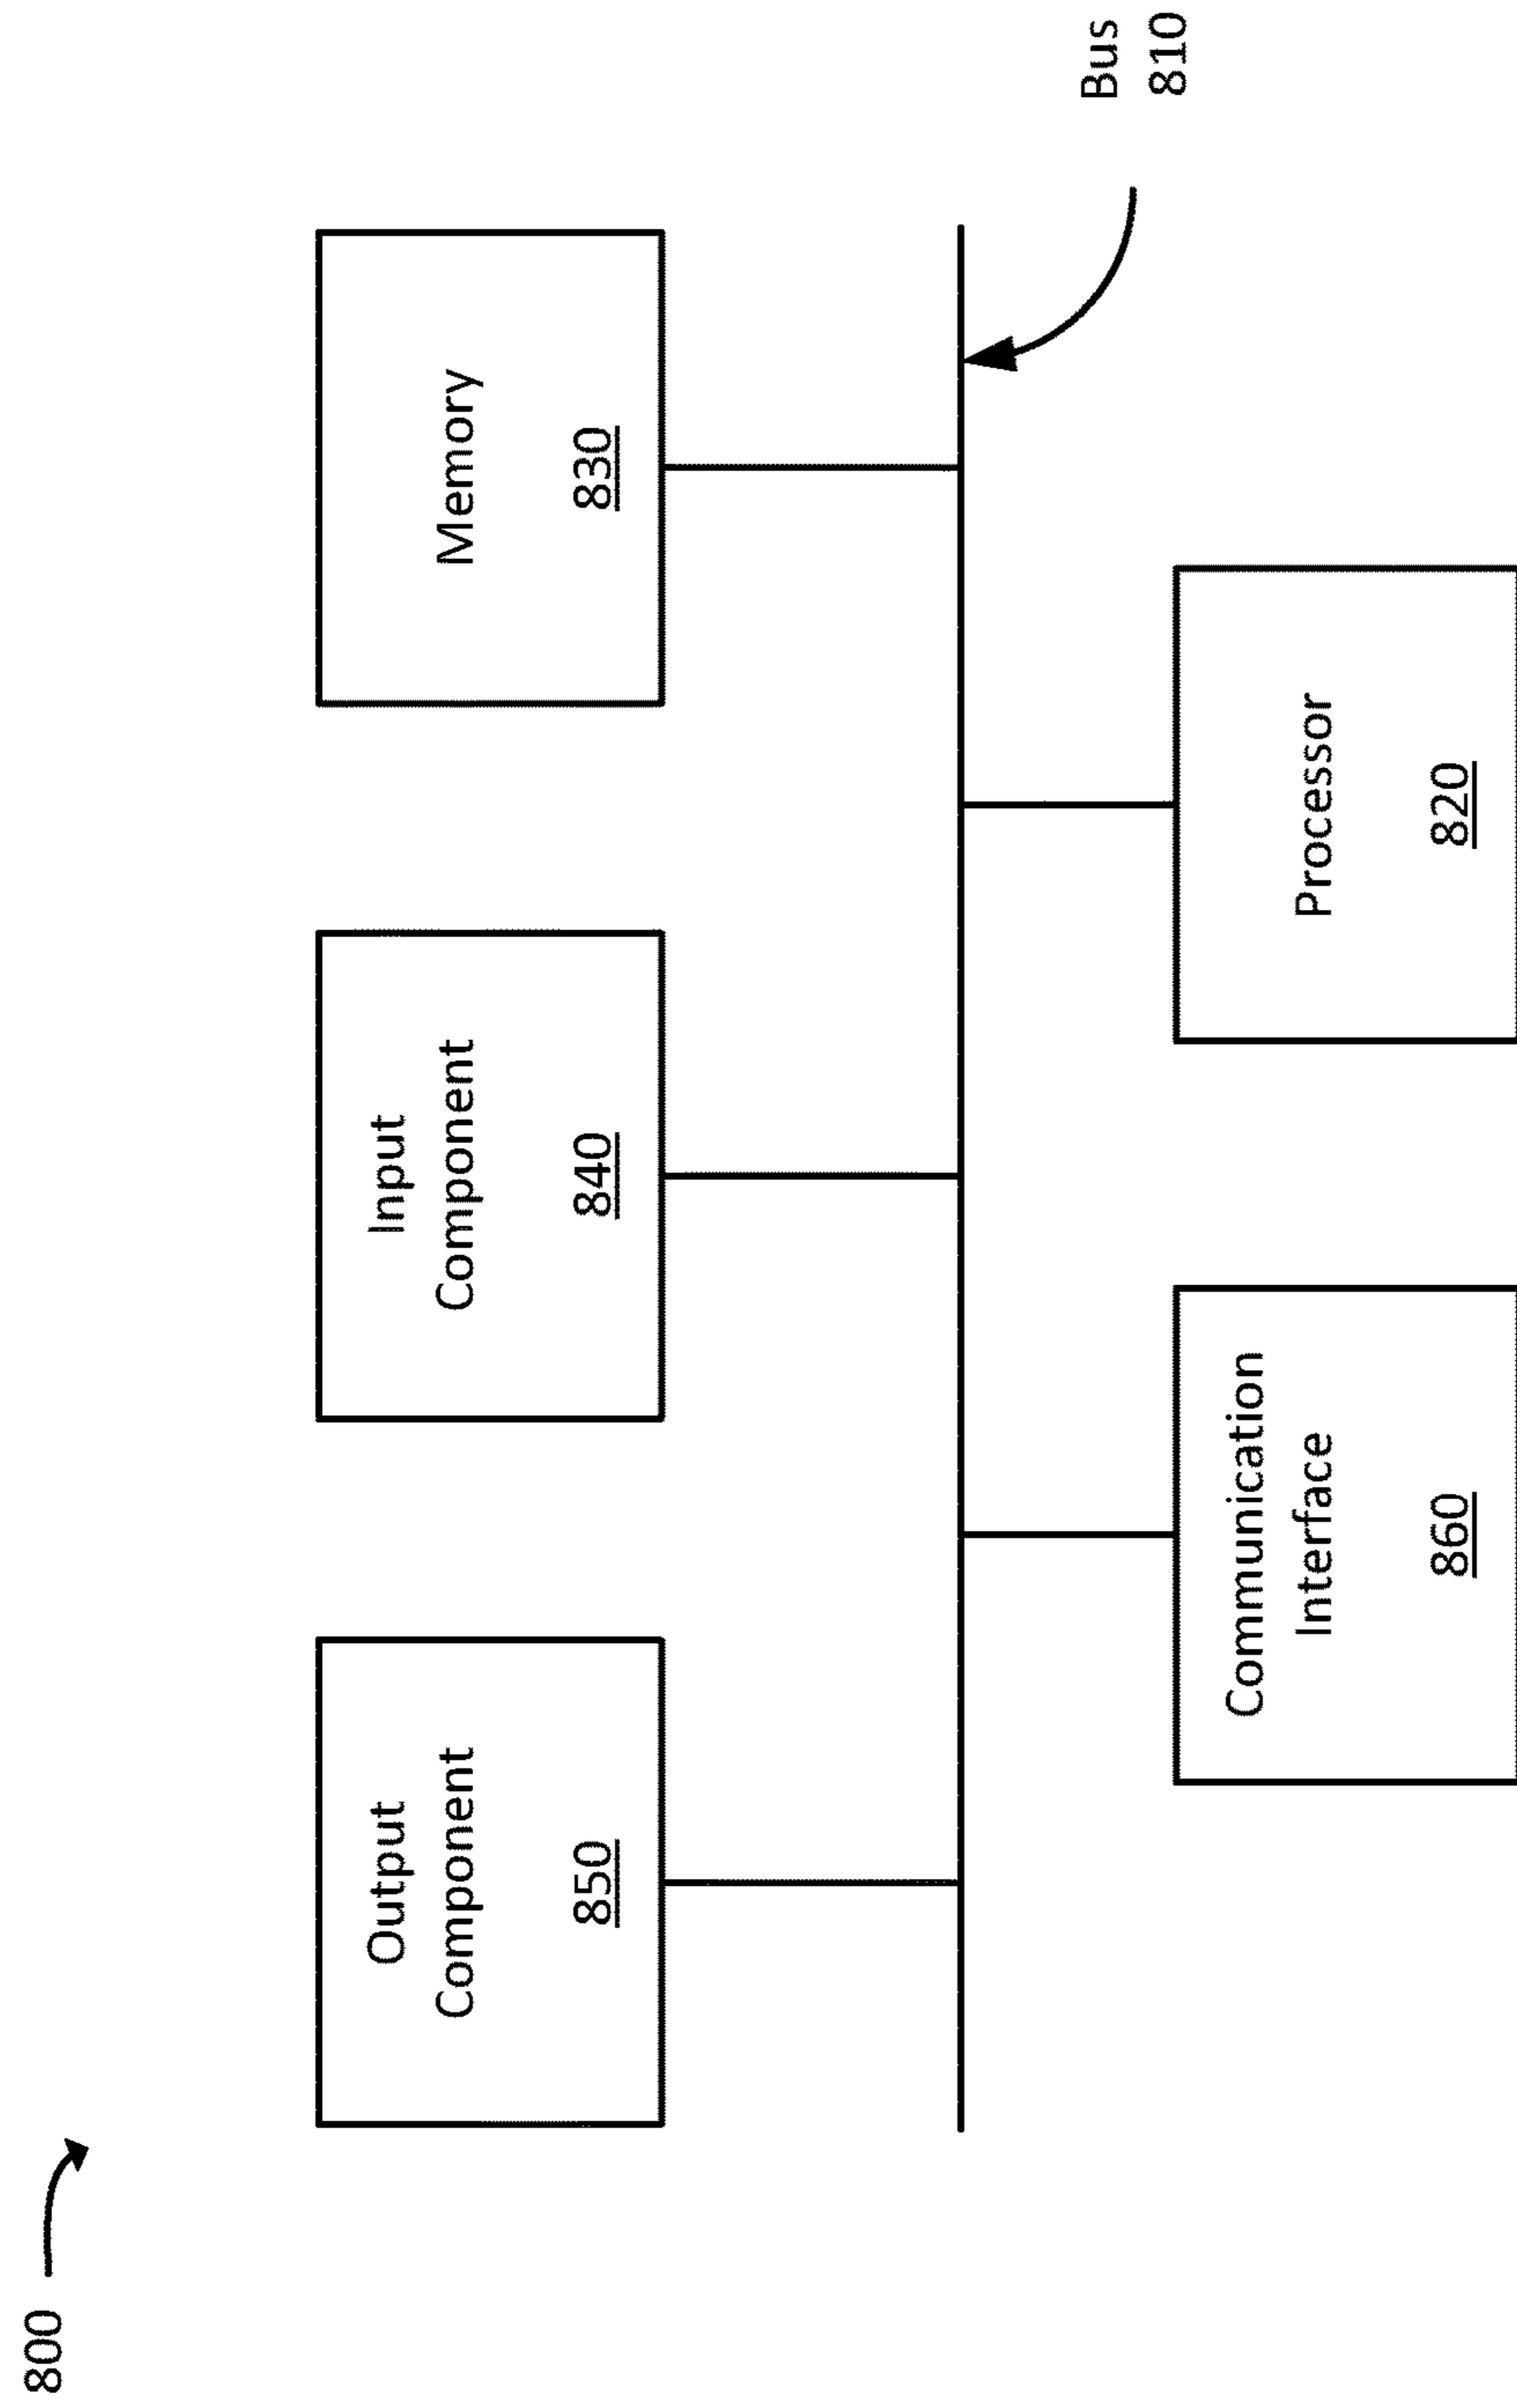 800
Output
Component
850
Input
Component
840
Memory
830
Bus
810
Communication
Interface
860
Processor
820